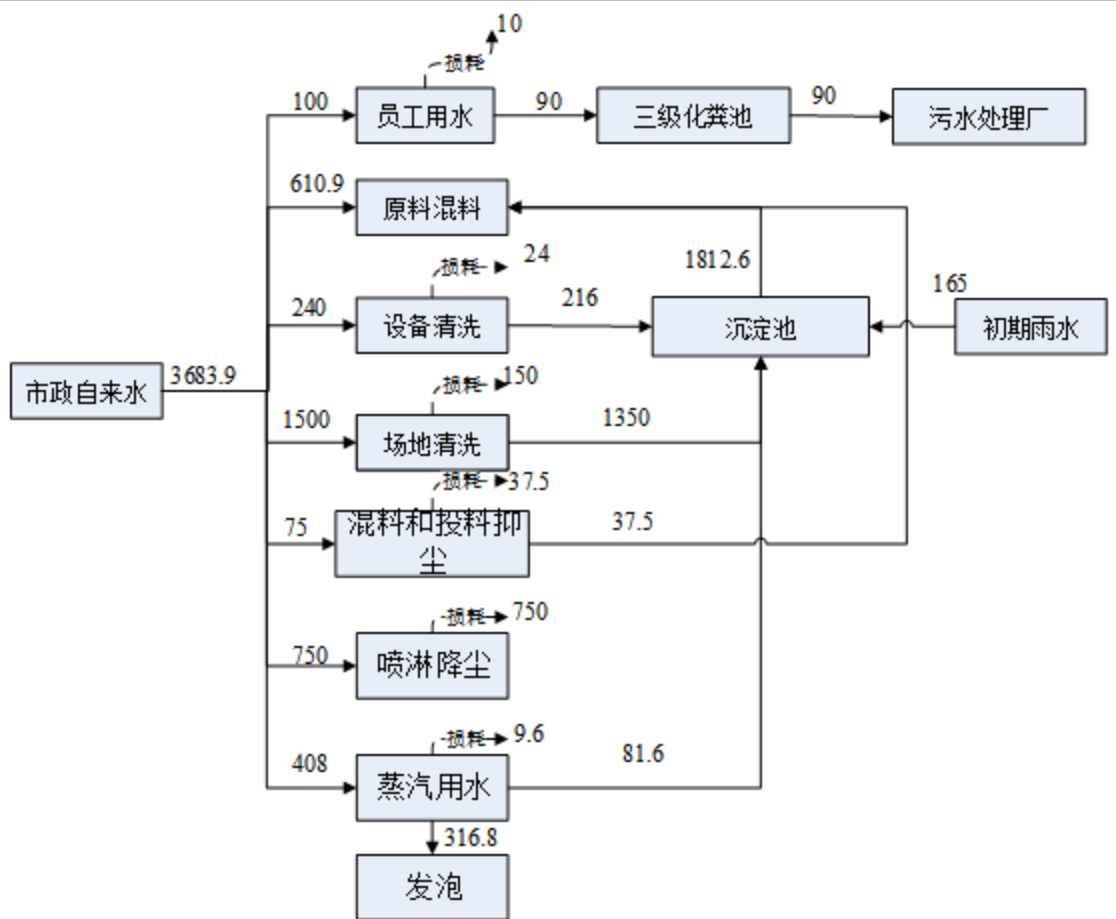 10
损耗
100
员工用水
90
三级化粪池
90
污水处理厂
610.9
原料混料
损耗
24
1812.6
165
240
设备清洗
216
沉淀池
初期雨水
市政自来水
3683.9
损耗
150
1500
场地清洗
1350
损耗
37.5
75
混料和投料抑
尘
37.5
损耗
750
750
喷淋降尘
损耗
9.6
408
蒸汽用水
81.6
316.8
发泡